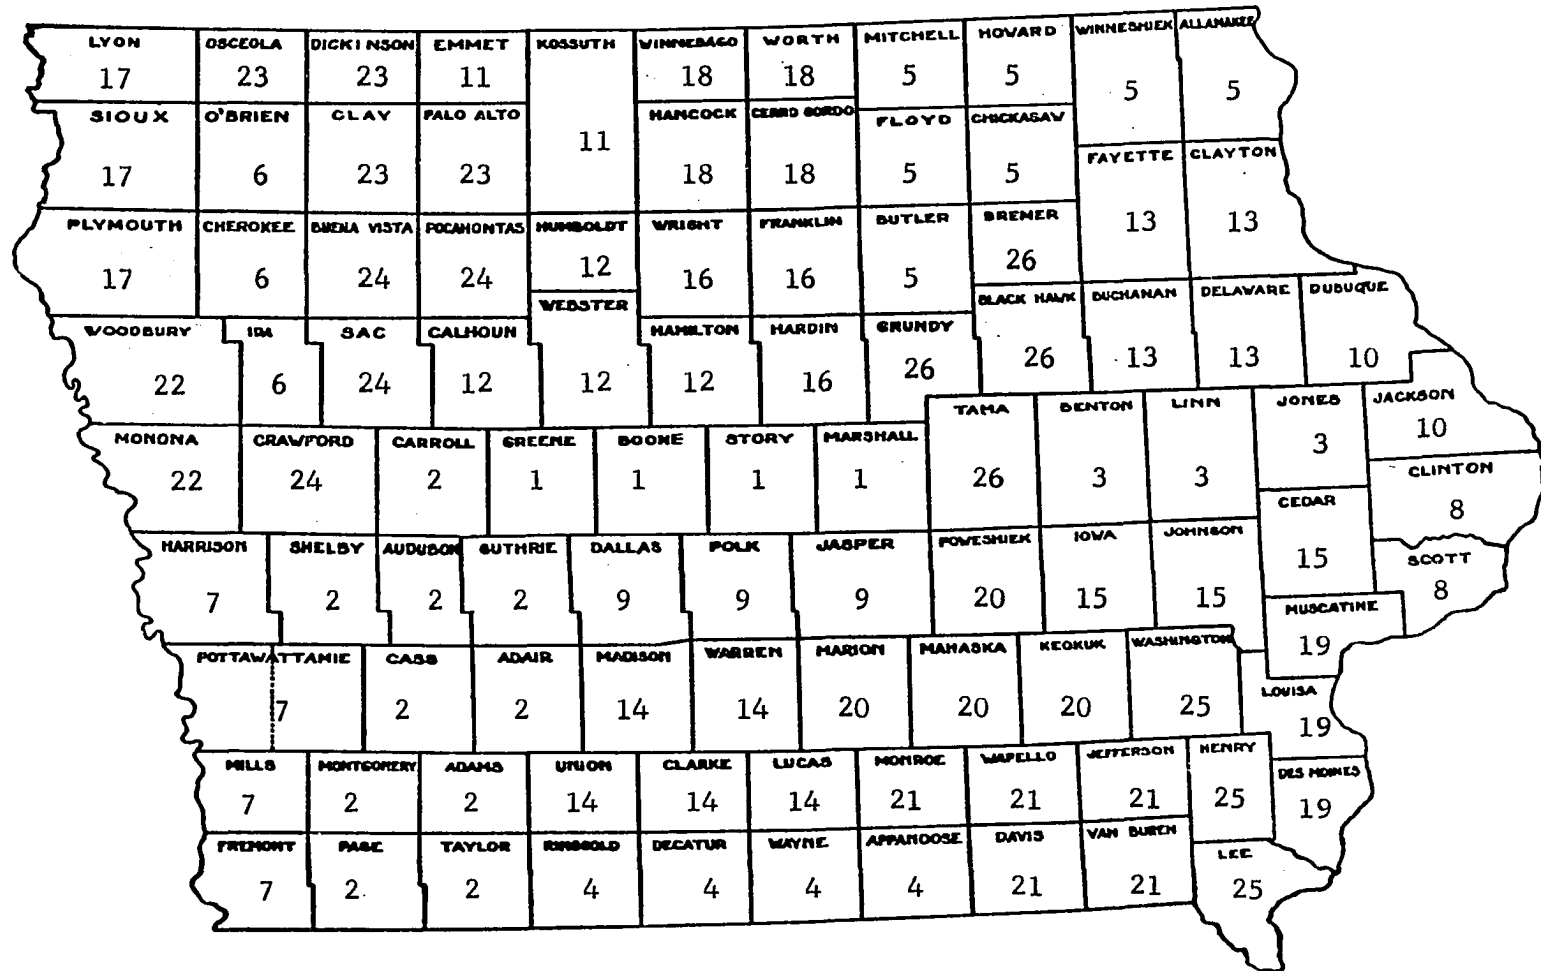 LYON OSCEOLA DICKINSON EMMET KOSSUTH WINNEBAGO WORTH MITCHELL HOWARD WINNESHIEK ALLAMAKEE
17 23 23 11 18 18 5 5 5 5
SIOUX O'BRIEN CLAY PALO ALTO HANCOCK CERRO GORDO FLOYD CHICKASAW
17 6 23 23 11 18 18 5 5
FAYETTE CLAYTON
13 13
PLYMOUTH CHEROKEE BUENA VISTA POCAHONTAS HUMBOLDT WRIGHT FRANKLIN BUTLER BREMER
17 6 24 24 12 16 16 5 26
WEBSTER BLACK HAWK BUCHANAN DELAWARE DUBUQUE
WOODBURY IDA SAC CALHOUN HAMILTON HARDIN GRUNDY
22 6 24 12 12 12 16 26 26 13 13 10
MONONA CRAWFORD CARROLL GREENE BOONE STORY MARSHALL TAMA BENTON LINN JONES JACKSON
22 24 2 1 1 1 1 26 3 3 3 10
CLINTON
8
CEDAR
15
HARRISON SHELBY AUDUBON GUTHRIE DALLAS POLK JASPER POWESHIEK IOWA JOHNSON SCOTT
7 2 2 2 9 9 9 20 15 15 8
MUSCATINE
19
POTTAWATTAMIE CASS ADAIR MADISON WARREN MARION MAHASKA KEOKUK WASHINGTON LOUISA
7 2 2 14 14 20 20 20 25 19
MILLS MONTGOMERY ADAMS UNION CLARKE LUCAS MONROE WAPELLO JEFFERSON HENRY DES MOINES
7 2 2 14 14 14 21 21 21 25 19
FREMONT PAGE TAYLOR RINGGOLD DECATUR WAYNE APPANOOSE DAVIS VAN BUREN LEE
7 2 2 4 4 4 4 21 21 25